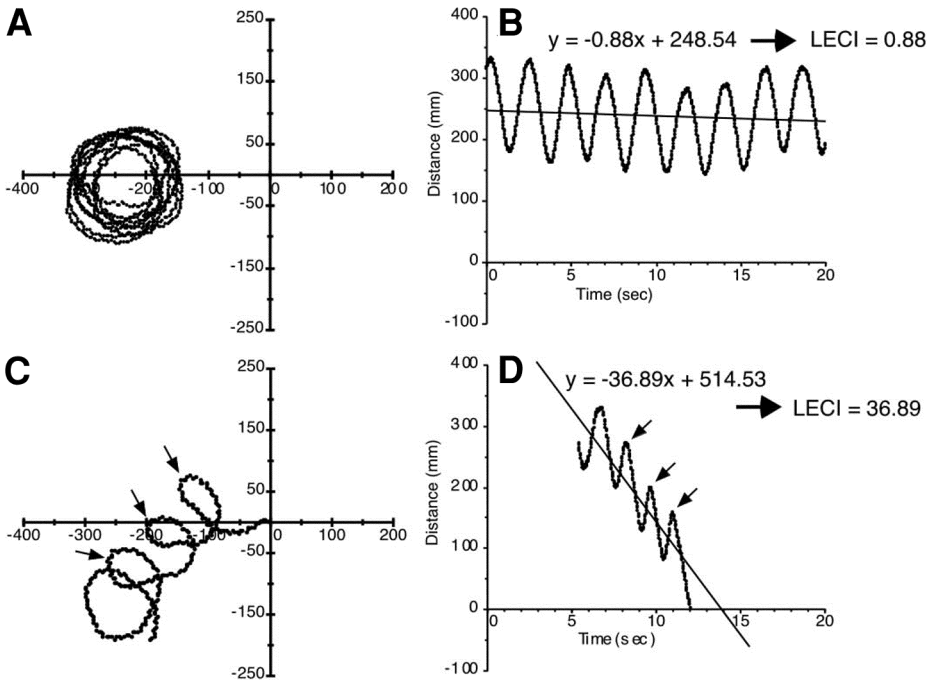 A
250
150
50
-400 -300 -200 -100 0 100 200
-50
-150
-250
B
y = -0.88x + 248.54
LECI = 0.88
400
300
200
100
0
-100
Distance (mm)
0 5 10 15 20
Time (sec)
C
250
150
50
-400 -300 -200 -100 0 100 200
-50
-150
-250
D
y = -36.89x + 514.53
LECI = 36.89
400
300
200
100
0
-100
Distance (mm)
0 5 10 15 20
Time (sec)